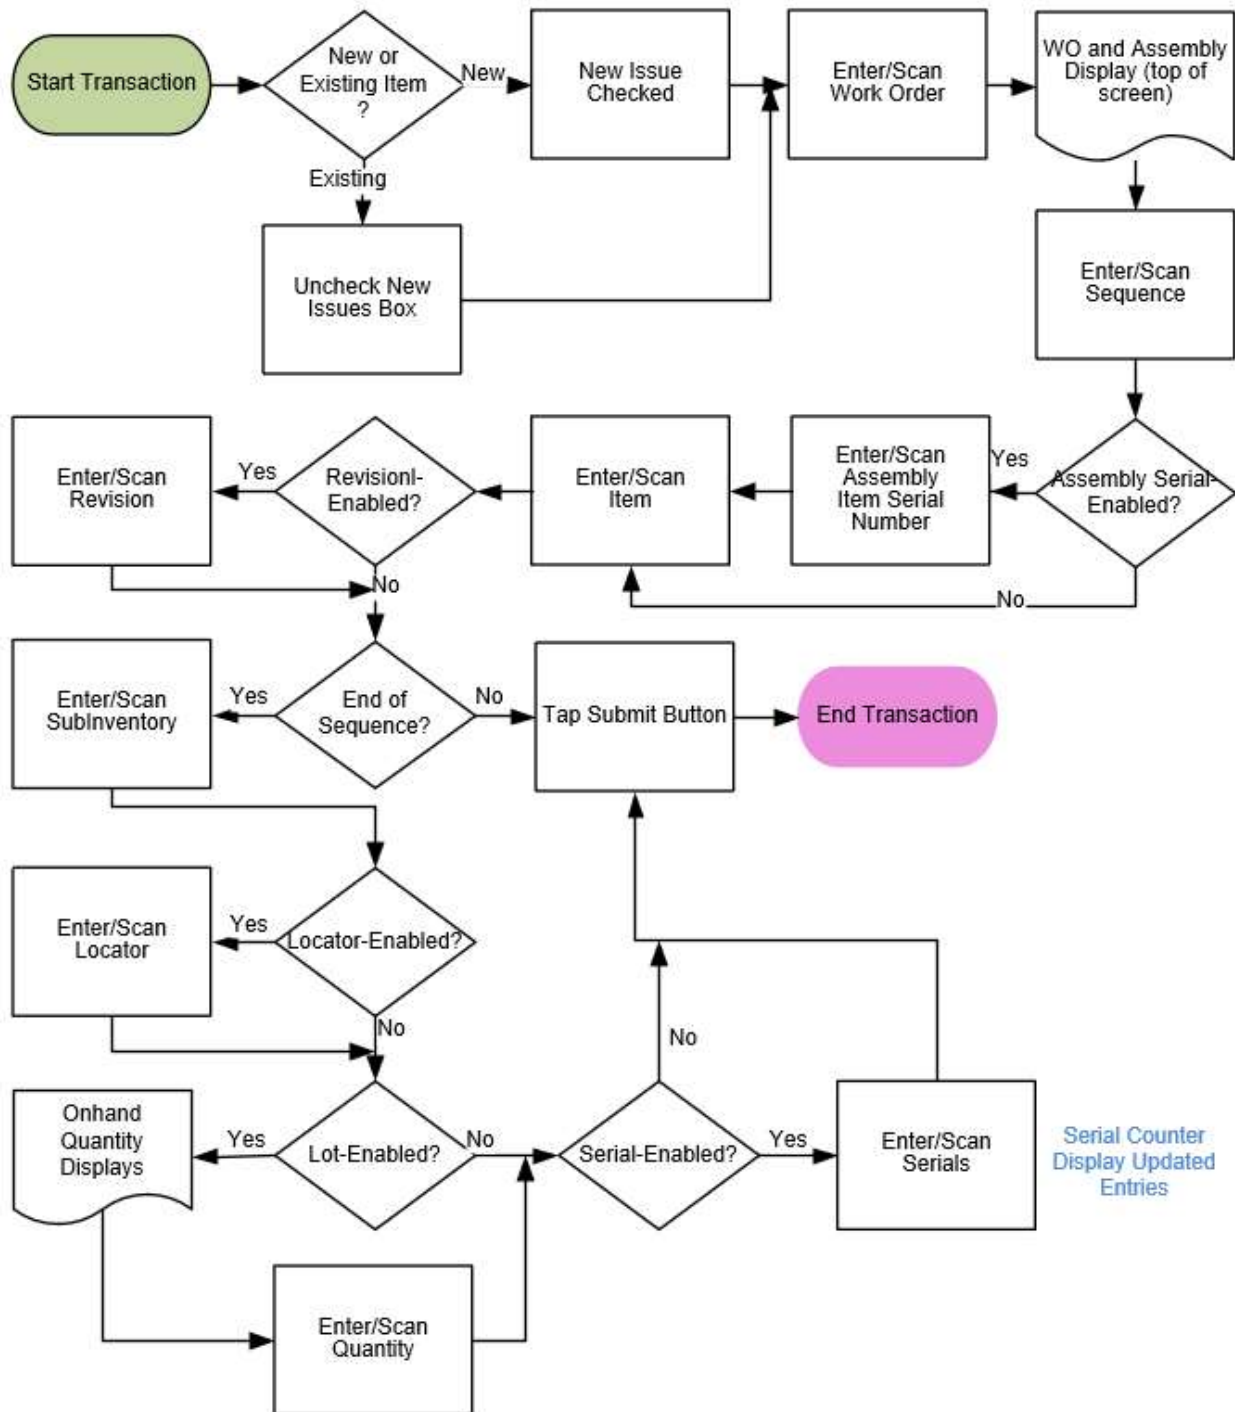 Start Transaction
New or
Existing Item
?
New
New Issue
Checked
Enter/Scan
Work Order
WO and Assembly
Display (top of
screen)
Existing
Uncheck New
Issues Box
Enter/Scan
Sequence
Enter/Scan
Revision
Yes
RevisionI-
Enabled?
Enter/Scan
Item
Enter/Scan
Assembly
Item Serial
Number
Yes
Assembly Serial-
Enabled?
No
No
Enter/Scan
SubInventory
Yes
End of
Sequence?
No
Tap Submit Button
End Transaction
Enter/Scan
Locator
Yes
Locator-Enabled?
No
No
Onhand
Quantity
Displays
Yes
Lot-Enabled?
No
Serial-Enabled?
Yes
Enter/Scan
Serials
Serial Counter
Display Updated
Entries
Enter/Scan
Quantity